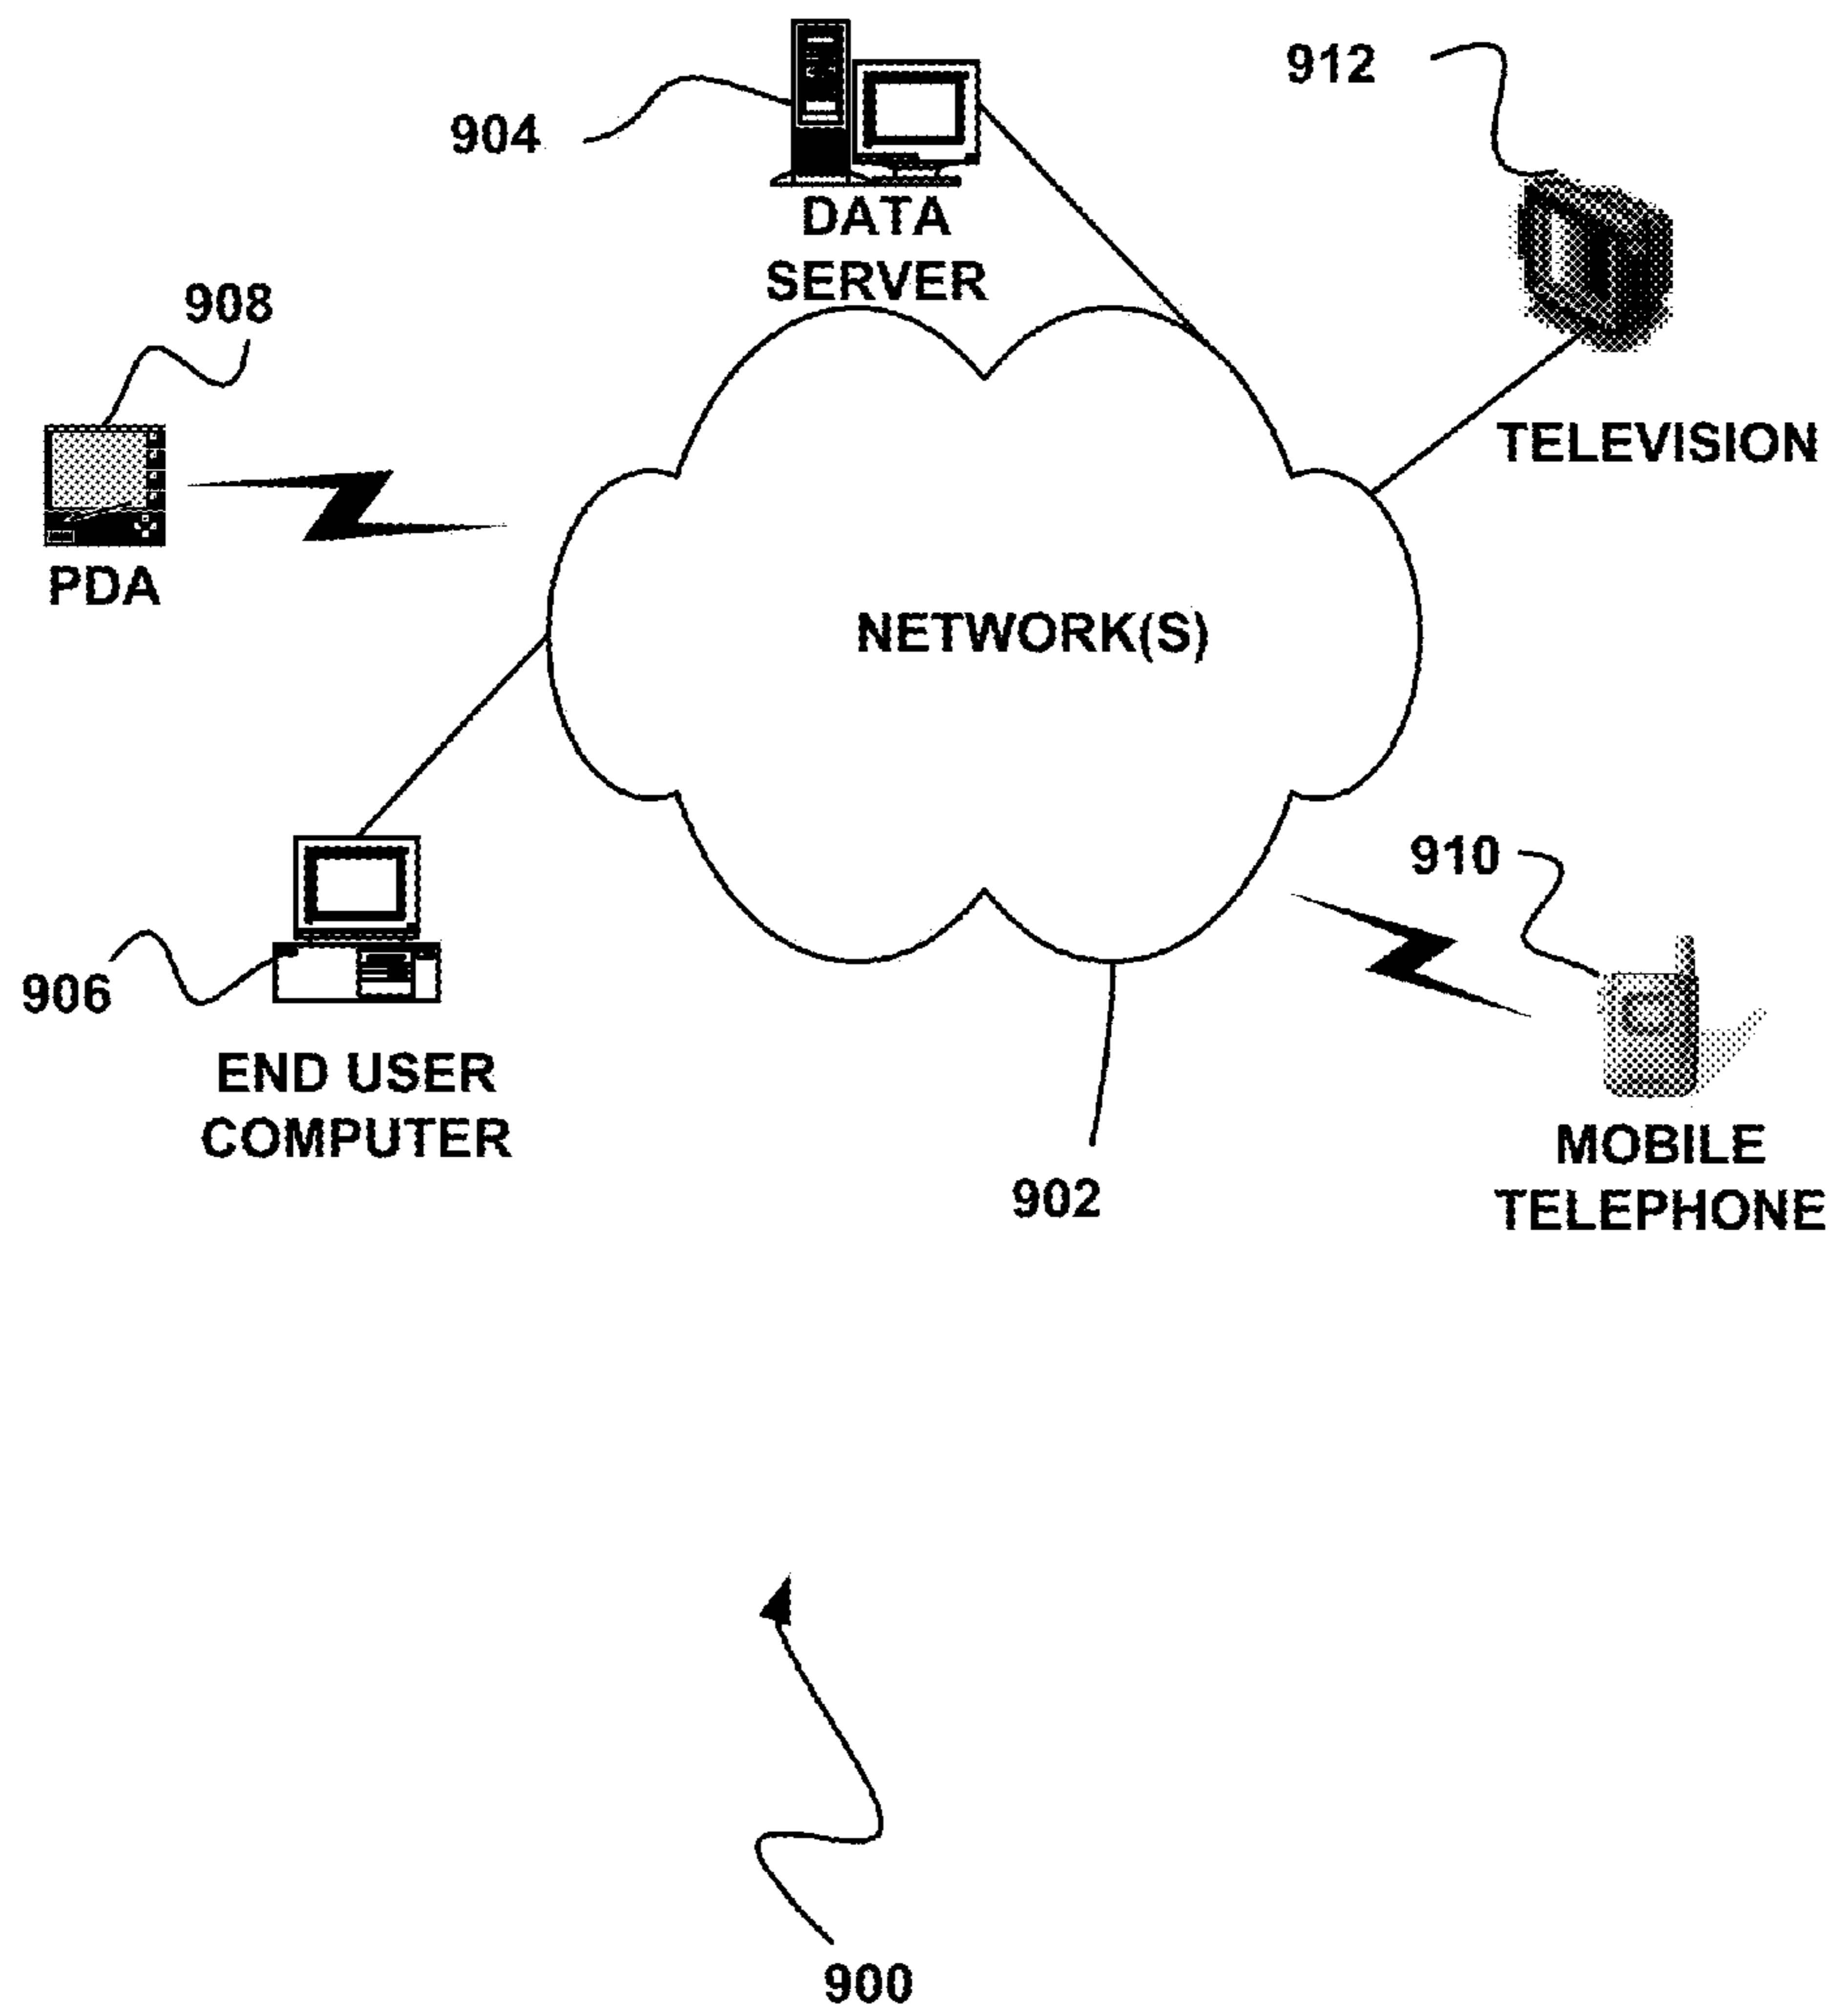 912
904
DATA
SERVER
908
TELEVISION
PDA
NETWORK(S)
910
906
END USER
COMPUTER
MOBILE
TELEPHONE
902
900